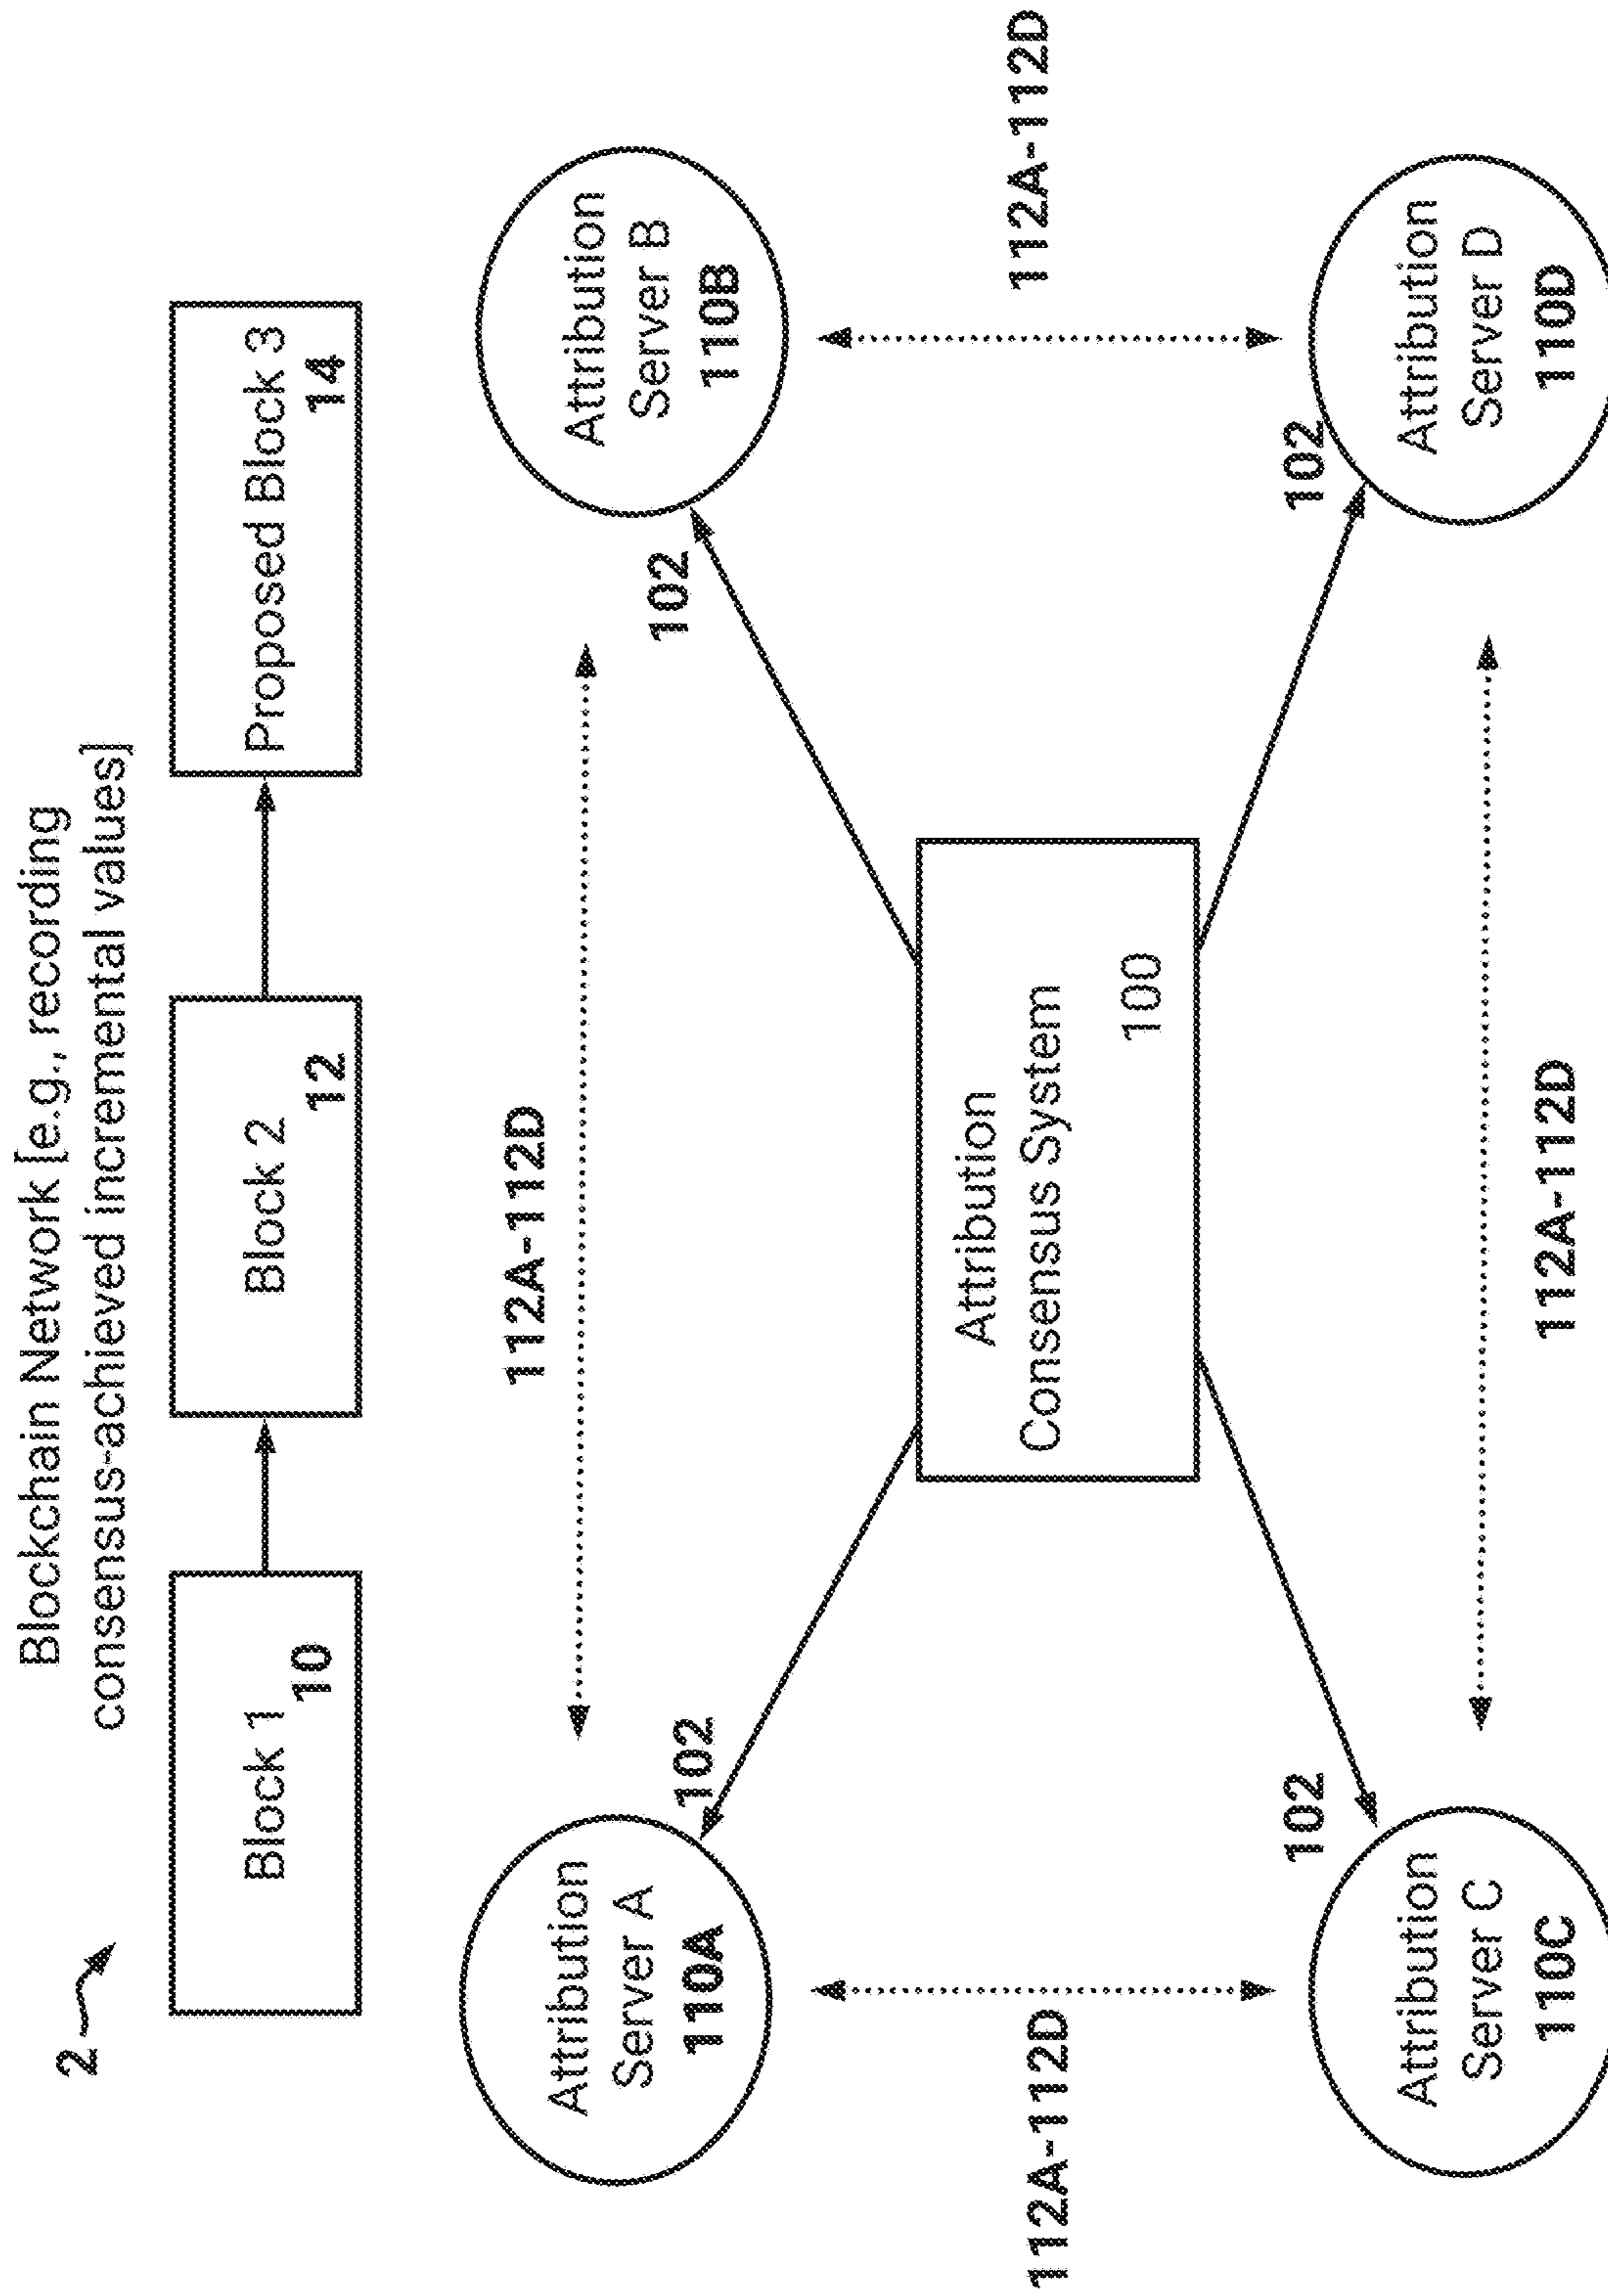 2
Blockchain Network [e.g., recording
consensus-achieved incremental values]
Block 1
10
Block 2
12
Proposed Block 3
14
Attribution
Server A
110A
112A-112D
Attribution
Server B
110B
102
102
112A-112D
Attribution
Consensus System
100
112A-112D
102
102
Attribution
Server C
110C
112A-112D
Attribution
Server D
110D